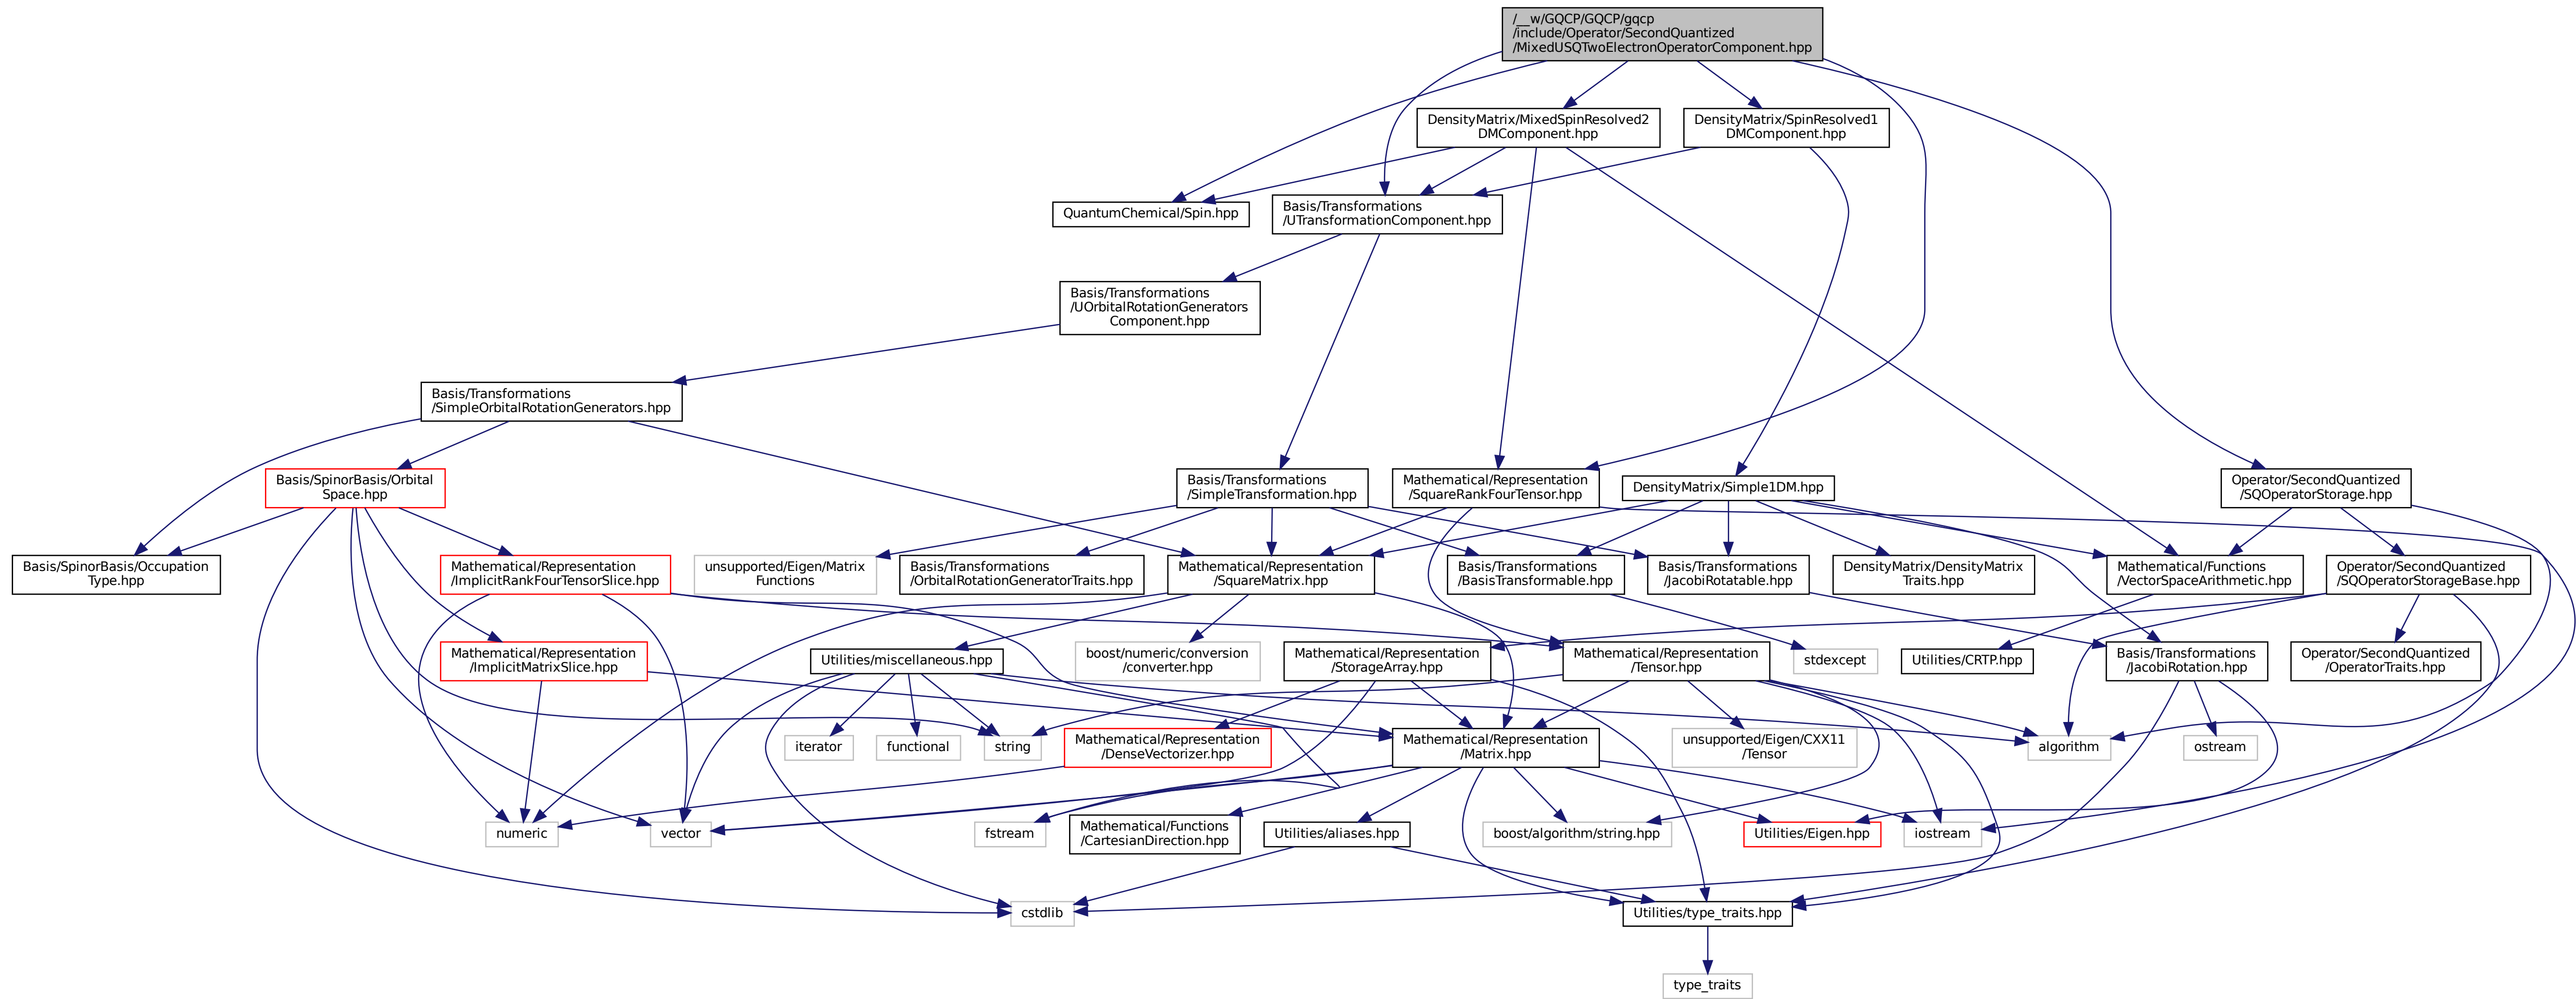 /__w/GQCP/GQCP/gqcp
/include/Operator/SecondQuantized
/MixedUSQTwoElectronOperatorComponent.hpp
DensityMatrix/MixedSpinResolved2
DMComponent.hpp
DensityMatrix/SpinResolved1
DMComponent.hpp
QuantumChemical/Spin.hpp
Basis/Transformations
/UTransformationComponent.hpp
Basis/Transformations
/UOrbitalRotationGenerators
Component.hpp
Basis/Transformations
/SimpleOrbitalRotationGenerators.hpp
Basis/SpinorBasis/Orbital
Space.hpp
Basis/Transformations
/SimpleTransformation.hpp
Mathematical/Representation
/SquareRankFourTensor.hpp
DensityMatrix/Simple1DM.hpp
Operator/SecondQuantized
/SQOperatorStorage.hpp
Basis/SpinorBasis/Occupation
Type.hpp
Mathematical/Representation
/ImplicitRankFourTensorSlice.hpp
unsupported/Eigen/Matrix
Functions
Basis/Transformations
/OrbitalRotationGeneratorTraits.hpp
Mathematical/Representation
/SquareMatrix.hpp
Basis/Transformations
/BasisTransformable.hpp
Basis/Transformations
/JacobiRotatable.hpp
DensityMatrix/DensityMatrix
Traits.hpp
Mathematical/Functions
/VectorSpaceArithmetic.hpp
Operator/SecondQuantized
/SQOperatorStorageBase.hpp
Mathematical/Representation
/ImplicitMatrixSlice.hpp
Utilities/miscellaneous.hpp
boost/numeric/conversion
/converter.hpp
Mathematical/Representation
/StorageArray.hpp
Mathematical/Representation
/Tensor.hpp
stdexcept
Utilities/CRTP.hpp
Basis/Transformations
/JacobiRotation.hpp
Operator/SecondQuantized
/OperatorTraits.hpp
iterator
functional
string
Mathematical/Representation
/DenseVectorizer.hpp
Mathematical/Representation
/Matrix.hpp
unsupported/Eigen/CXX11
/Tensor
algorithm
ostream
numeric
vector
fstream
Mathematical/Functions
/CartesianDirection.hpp
Utilities/aliases.hpp
boost/algorithm/string.hpp
Utilities/Eigen.hpp
iostream
cstdlib
Utilities/type_traits.hpp
type_traits